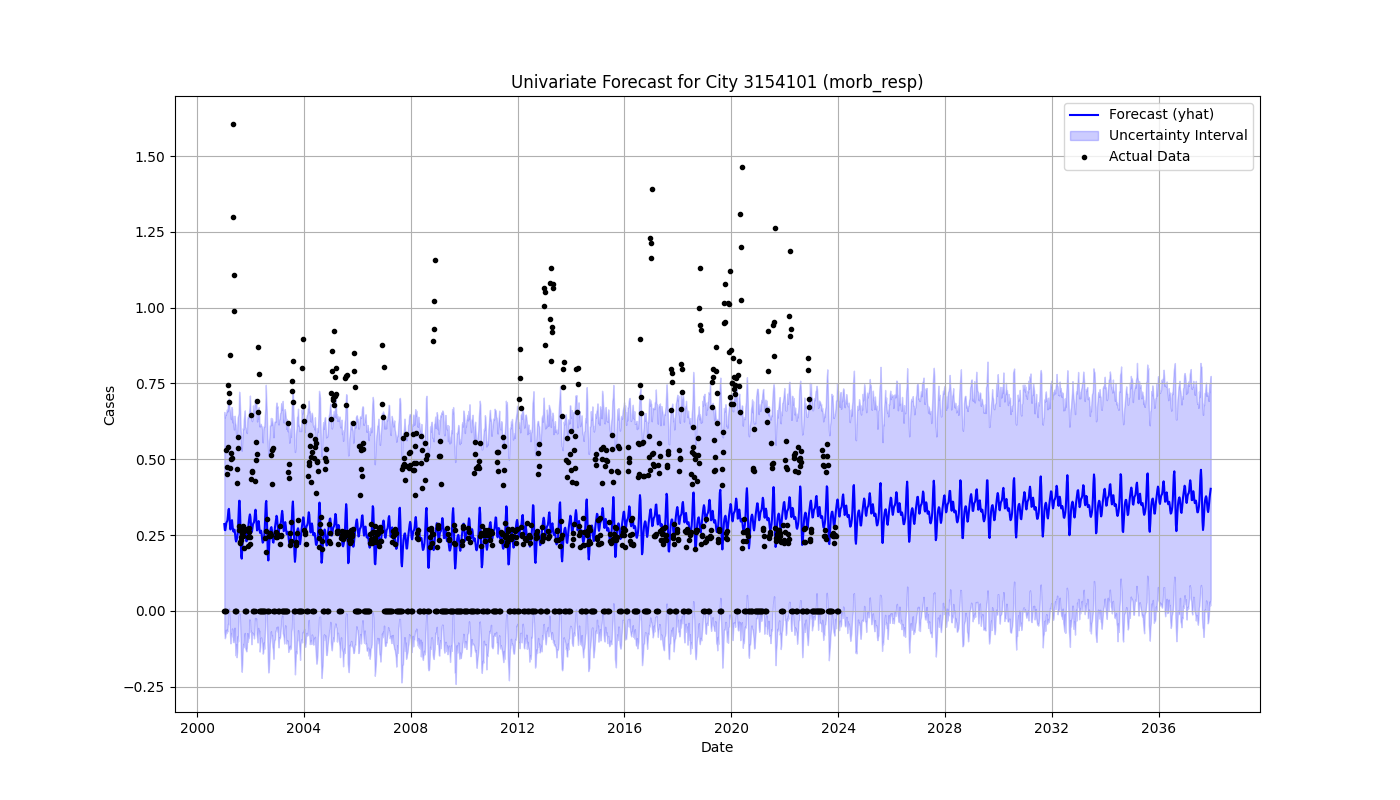 Univariate Forecast for City 3154101 (morb_resp)
Forecast (yhat)
Uncertainty Interval
Actual Data
Cases
1.50
1.25
1.00
0.75
0.50
0.25
0.00
−0.25
2000 2004 2008 2012 2016 2020 2024 2028 2032 2036
Date